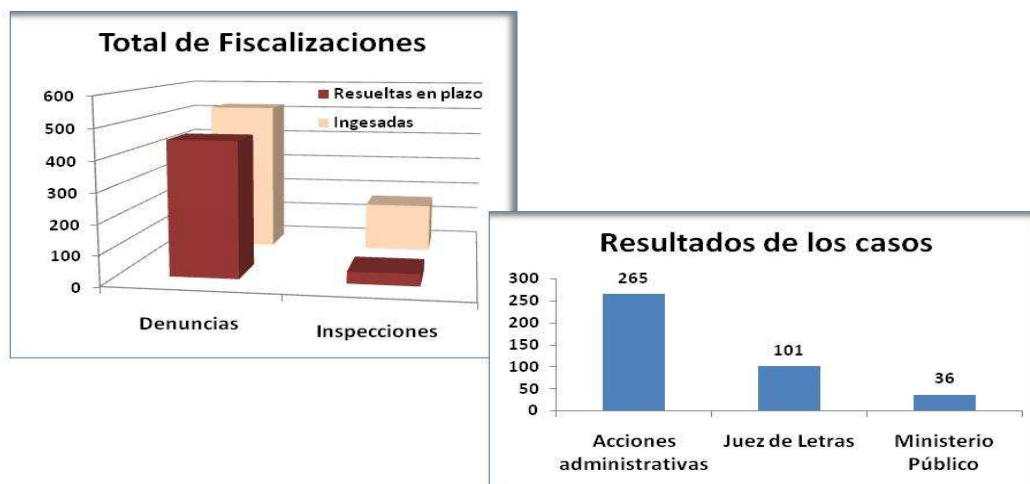 Total de Fiscalizaciones
600
500
400
300
200
100
0
Resueltas en plazo
Ingesadas
Denuncias
Inspecciones
Resultados de los casos
300
250
200
150
100
50
0
265
101
36
Acciones
administrativas
Juez de Letras
Ministerio
Público